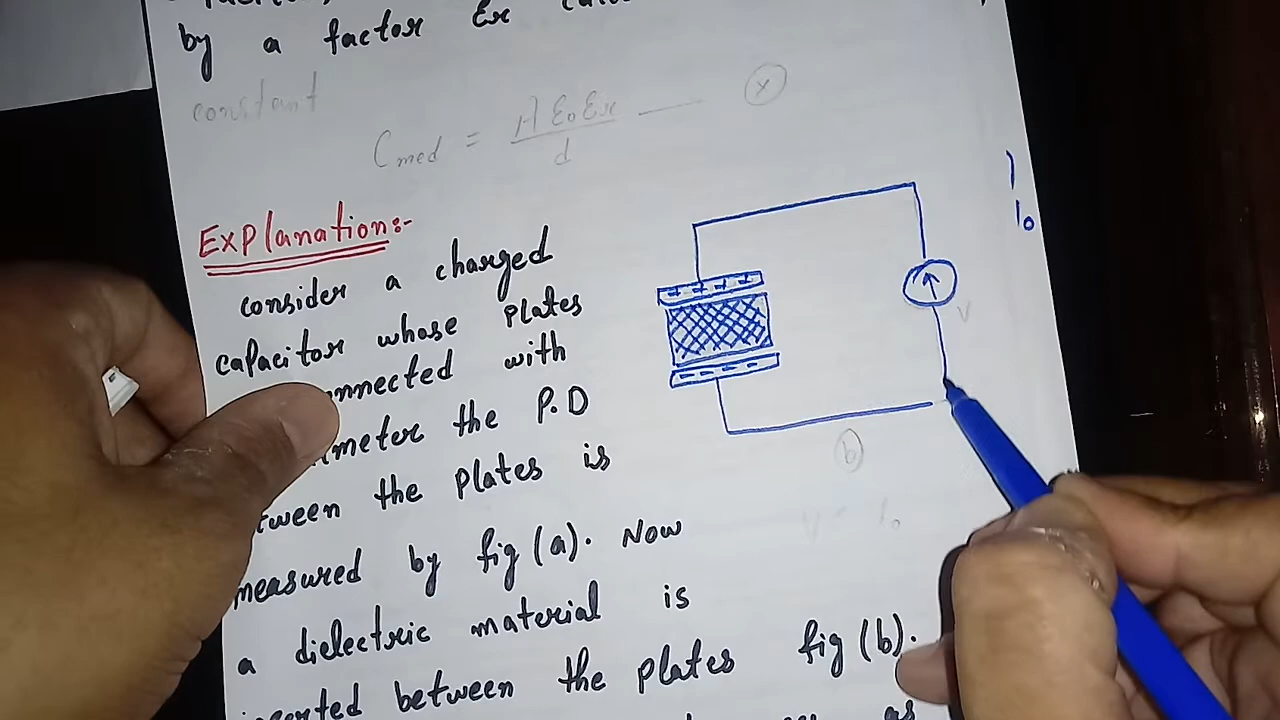 by a factor εr
constant
Cmed = A ε0 εr / d (x)
Explanation:-
consider a charged
capacitor whose plates
with
the P.D
the plates is
measured by fig (a). Now
a dielectric material is
between the plates fig (b).
as
V
b